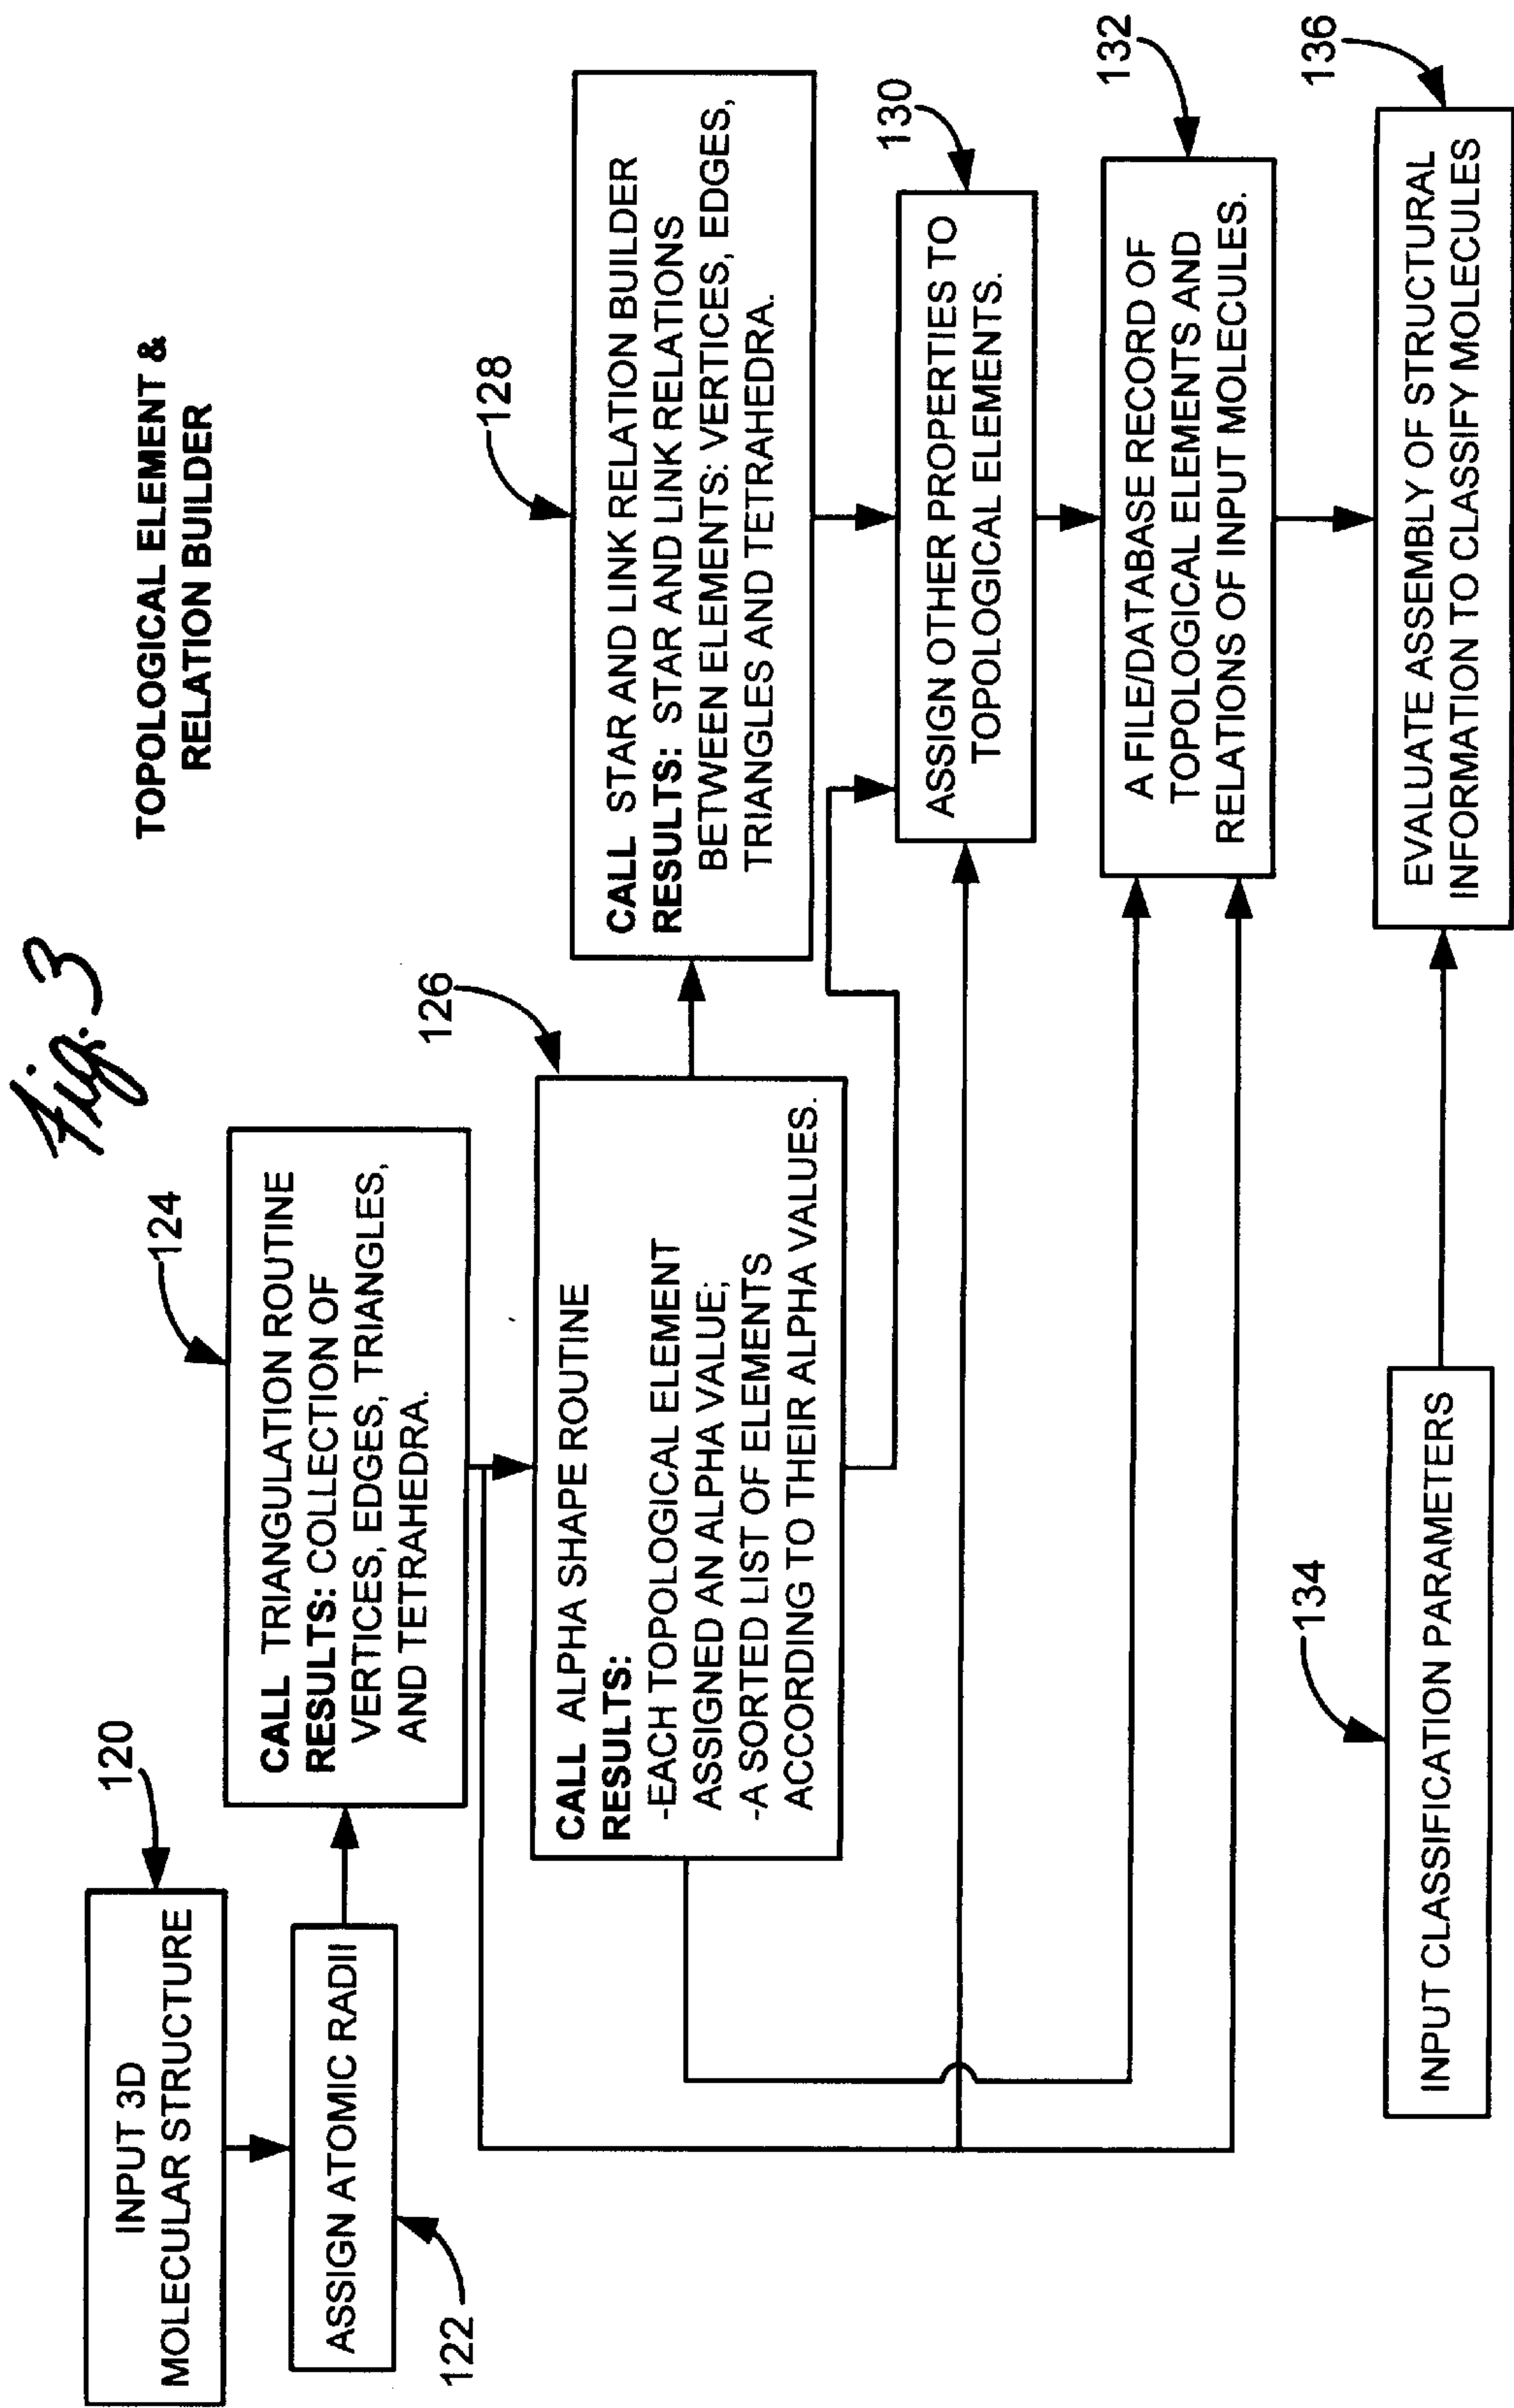 Fig. 3
TOPOLOGICAL ELEMENT &
RELATION BUILDER
120
INPUT 3D
MOLECULAR STRUCTURE
ASSIGN ATOMIC RADII
122
124
CALL TRIANGULATION ROUTINE
RESULTS: COLLECTION OF
VERTICES, EDGES, TRIANGLES,
AND TETRAHEDRA.
126
CALL ALPHA SHAPE ROUTINE
RESULTS:
-EACH TOPOLOGICAL ELEMENT
ASSIGNED AN ALPHA VALUE;
-A SORTED LIST OF ELEMENTS
ACCORDING TO THEIR ALPHA VALUES.
128
CALL STAR AND LINK RELATION BUILDER
RESULTS: STAR AND LINK RELATIONS
BETWEEN ELEMENTS: VERTICES, EDGES,
TRIANGLES AND TETRAHEDRA.
130
ASSIGN OTHER PROPERTIES TO
TOPOLOGICAL ELEMENTS.
132
A FILE/DATABASE RECORD OF
TOPOLOGICAL ELEMENTS AND
RELATIONS OF INPUT MOLECULES.
134
INPUT CLASSIFICATION PARAMETERS
136
EVALUATE ASSEMBLY OF STRUCTURAL
INFORMATION TO CLASSIFY MOLECULES